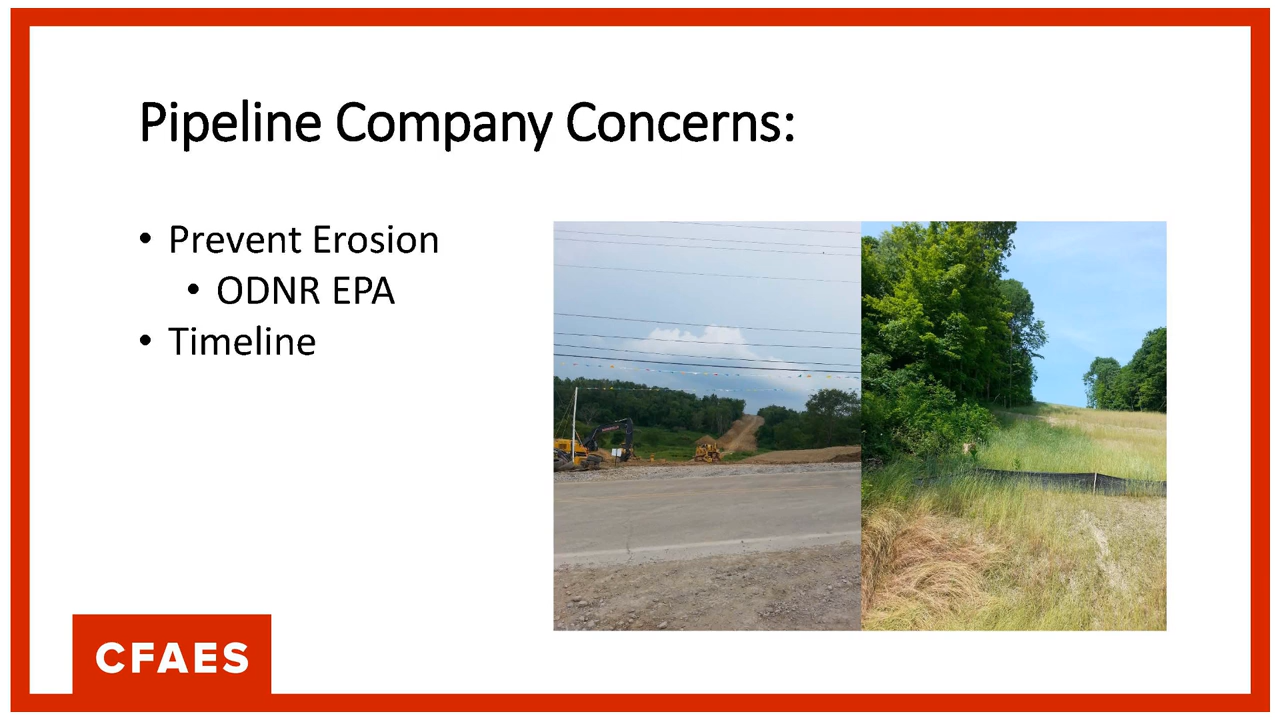 Pipeline Company Concerns:
• Prevent Erosion
• ODNR EPA
• Timeline
CFAES